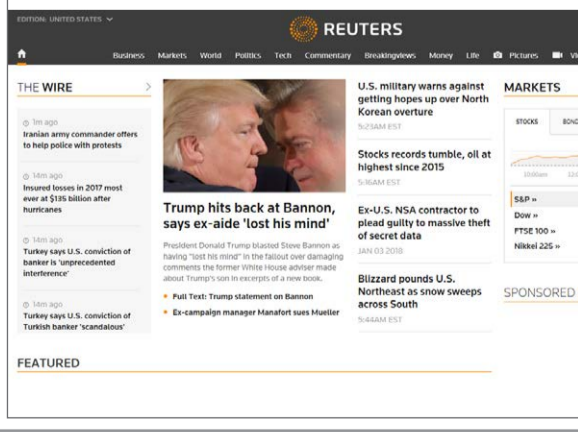 EDITION: UNITED STATES
REUTERS
Business Markets World Politics Tech Commentary Breakingviews Money Life Pictures
THE WIRE
1m ago
Iranian army commander offers
to help police with protests
14m ago
Insured losses in 2017 most
ever at $135 billion after
hurricanes
14m ago
Turkey says U.S. conviction of
banker is 'unprecedented
interference'
14m ago
Turkey says U.S. conviction of
Turkish banker 'scandalous'
Trump hits back at Bannon,
says ex-aide 'lost his mind'
President Donald Trump blasted Steve Bannon as
having "lost his mind" in the fallout over damaging
comments the former White House adviser made
about Trump's son in excerpts of a new book.
Full Text: Trump statement on Bannon
Ex-campaign manager Manafort sues Mueller
U.S. military warns against
getting hopes up over North
Korean overture
5:23AM EST
Stocks records tumble, oil at
highest since 2015
5:16AM EST
Ex-U.S. NSA contractor to
plead guilty to massive theft
of secret data
JAN 03 2018
Blizzard pounds U.S.
Northeast as snow sweeps
across South
5:44AM EST
MARKETS
STOCKS
10:00am
S&P »
Dow »
FTSE 100 »
Nikkei 225 »
SPONSORED
FEATURED